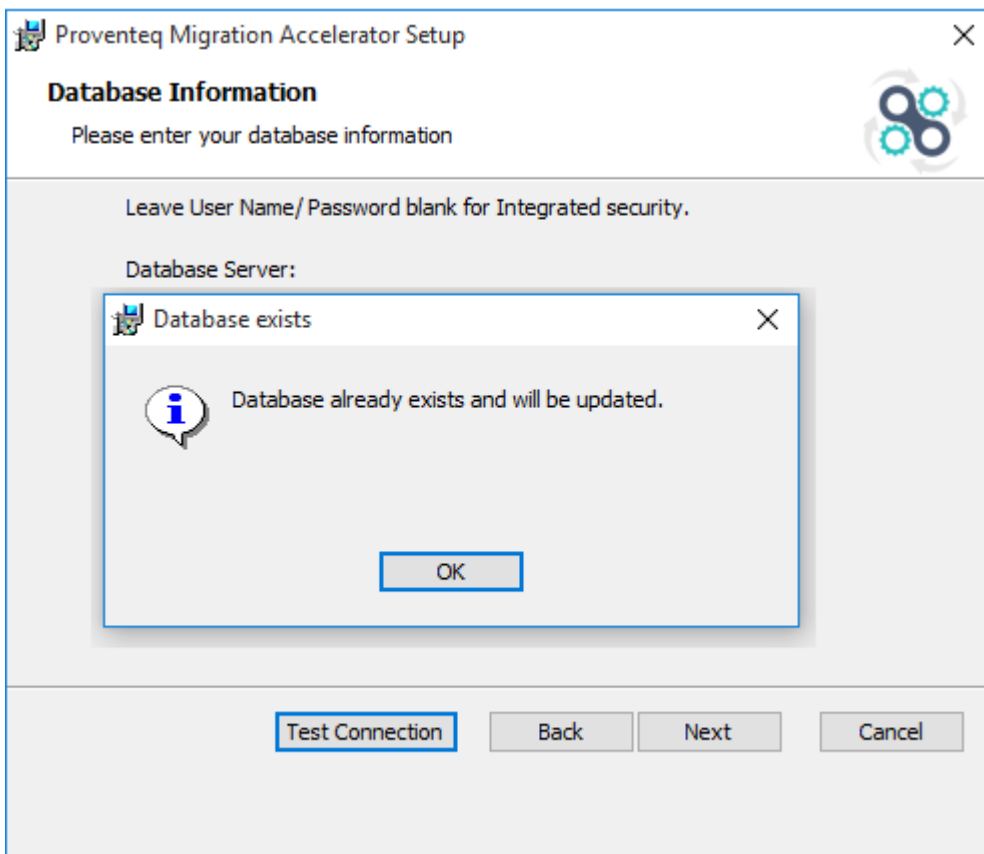 Proventeq Migration Accelerator Setup
Database Information
Please enter your database information
Leave User Name/ Password blank for Integrated security.
Database Server:
Database exists
Database already exists and will be updated.
OK
Test Connection
Back
Next
Cancel